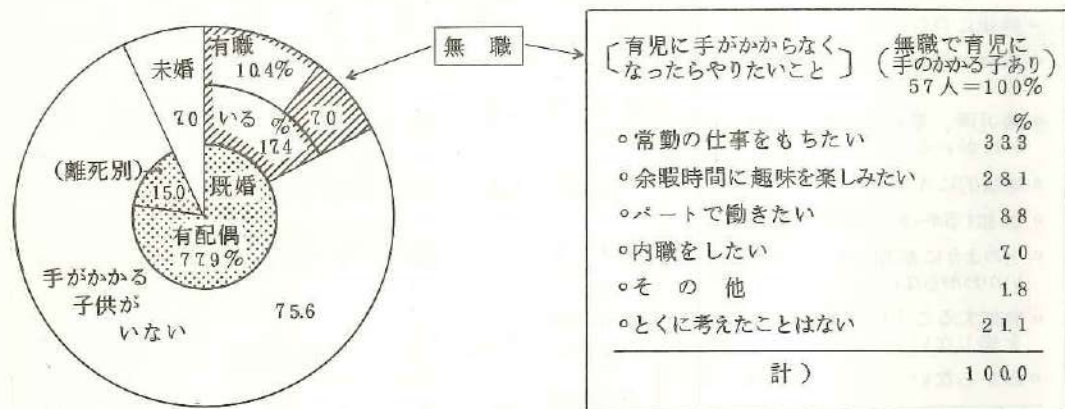 有職
10.4%
未婚
7.0
いる %
17.4
7.0
(離死別)
15.0
既婚
有配偶
77.9%
手がかかる
子供が
いない
75.6
無職
〔育児に手がかからなく
なったらやりたいこと〕
(無職で育児に
手のかかる子あり)
57人=100%
%
○常勤の仕事をもちたい 33.3
○余暇時間に趣味を楽しみたい 28.1
○パートで働きたい 8.8
○内職をしたい 7.0
○その他 1.8
○とくに考えたことはない 21.1
計) 100.0